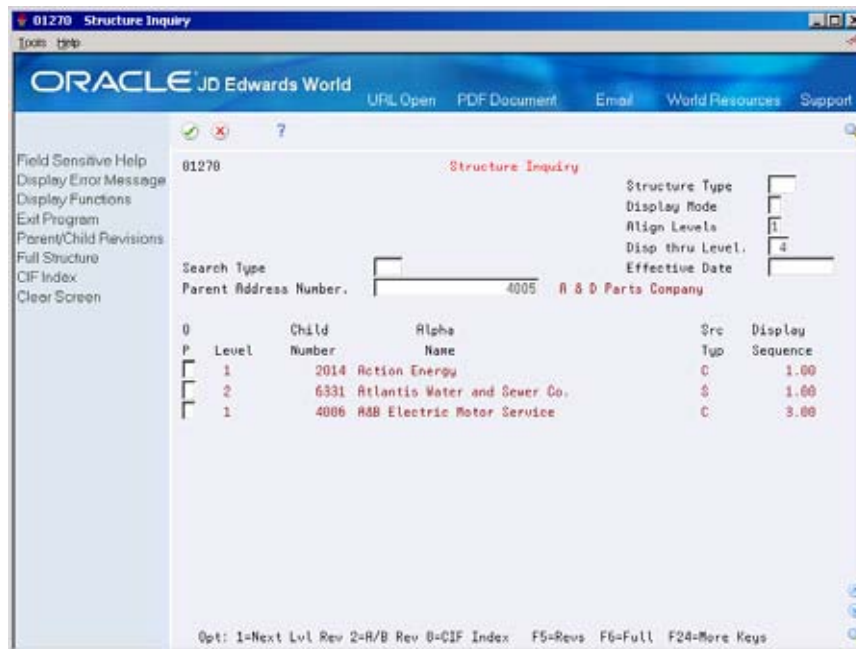 01270 Structure Inquiry
Tools Help
ORACLE JD Edwards World
URL Open PDF Document Email World Resources Support
?
Field Sensitive Help
Display Error Message
Display Functions
Exit Program
Parent/Child Revisions
Full Structure
CIF Index
Clear Screen
01270 Structure Inquiry
Structure Type
Display Mode
Align Levels 1
Disp thru Level. 4
Search Type Effective Date
Parent Address Number. 4005 A & D Parts Company
O Child Alpha Src Display
P Level Number Name Typ Sequence
1 2014 Action Energy C 1.00
2 6331 Atlantis Water and Sewer Co. S 1.00
1 4006 A&B Electric Motor Service C 3.00
Opt: 1=Next Lvl Rev 2=A/B Rev 8=CIF Index F5=Revs F6=Full F24=More Keys